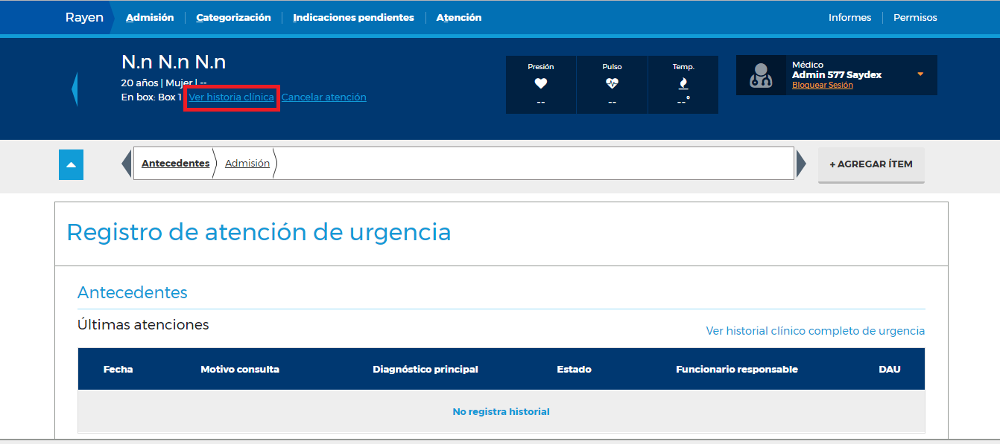 Rayen Admisión Categorización Indicaciones pendientes Atención Informes Permisos
N.n N.n N.n
20 años | Mujer | --
En box: Box 1 Ver historia clínica Cancelar atención
Presión Pulso Temp.
-- -- --°
Médico
Admin 577 Saydex
Bloquear Sesión
Antecedentes Admisión
+ AGREGAR ÍTEM
Registro de atención de urgencia
Antecedentes
Últimas atenciones
Ver historial clínico completo de urgencia
Fecha Motivo consulta Diagnóstico principal Estado Funcionario responsable DAU
No registra historial